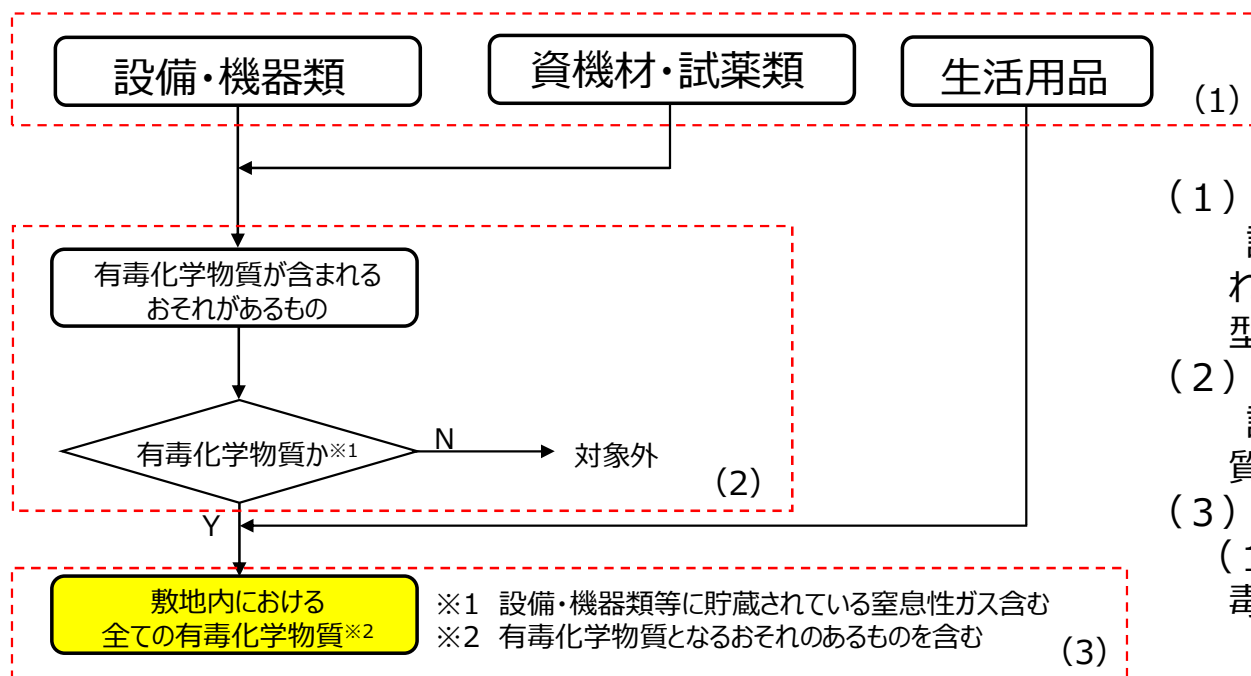 設備・機器類
資機材・試薬類
生活用品
(1)
有毒化学物質が含まれる
おそれがあるもの
有毒化学物質か※1
N
対象外
(2)
Y
敷地内における
全ての有毒化学物質※2
※1 設備・機器類等に貯蔵されている窒息性ガス含む
※2 有毒化学物質となるおそれのあるものを含む
(3)
(1)
れ
型
(2)
質
(3)
毒